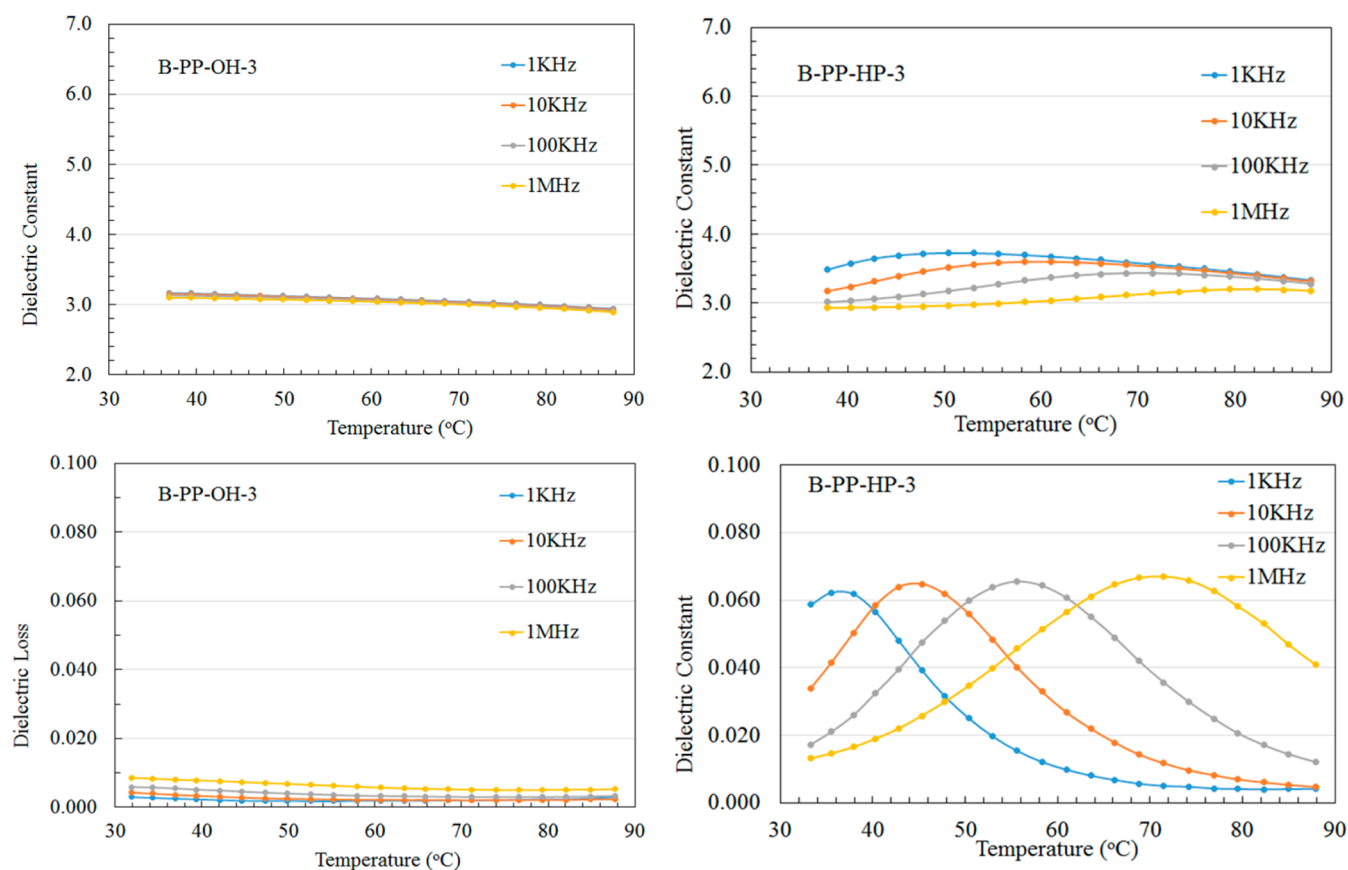 7.0
6.0
5.0
4.0
3.0
2.0
Dielectric Constant
B-PP-OH-3
1KHz
10KHz
100KHz
1MHz
30 40 50 60 70 80 90
Temperature (°C)
7.0
6.0
5.0
4.0
3.0
2.0
Dielectric Constant
B-PP-HP-3
1KHz
10KHz
100KHz
1MHz
30 40 50 60 70 80 90
Temperature (°C)
0.100
0.080
0.060
0.040
0.020
0.000
Dielectric Loss
B-PP-OH-3
1KHz
10KHz
100KHz
1MHz
30 40 50 60 70 80 90
Temperature (°C)
0.100
0.080
0.060
0.040
0.020
0.000
Dielectric Constant
B-PP-HP-3
1KHz
10KHz
100KHz
1MHz
30 40 50 60 70 80 90
Temperature (°C)